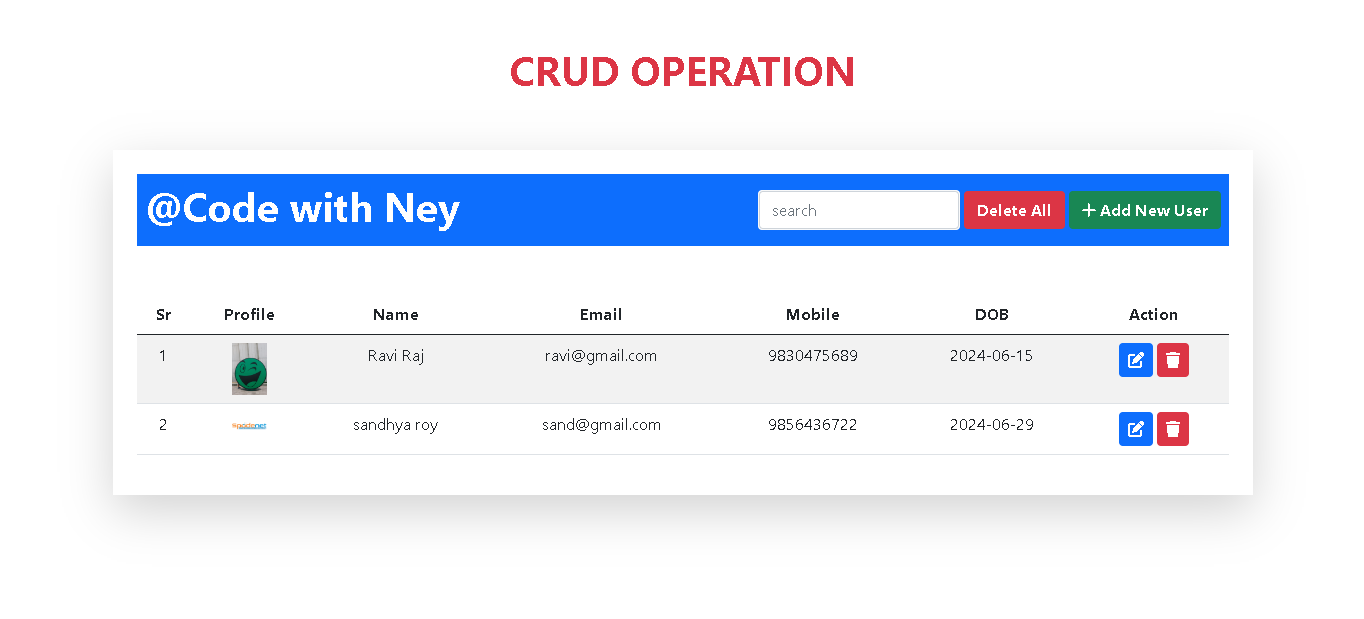 CRUD OPERATION
@Code with Ney
search
Delete All
Add New User
Sr Profile Name Email Mobile DOB Action
1 Ravi Raj ravi@gmail.com 9830475689 2024-06-15
2 sandhya roy sand@gmail.com 9856436722 2024-06-29